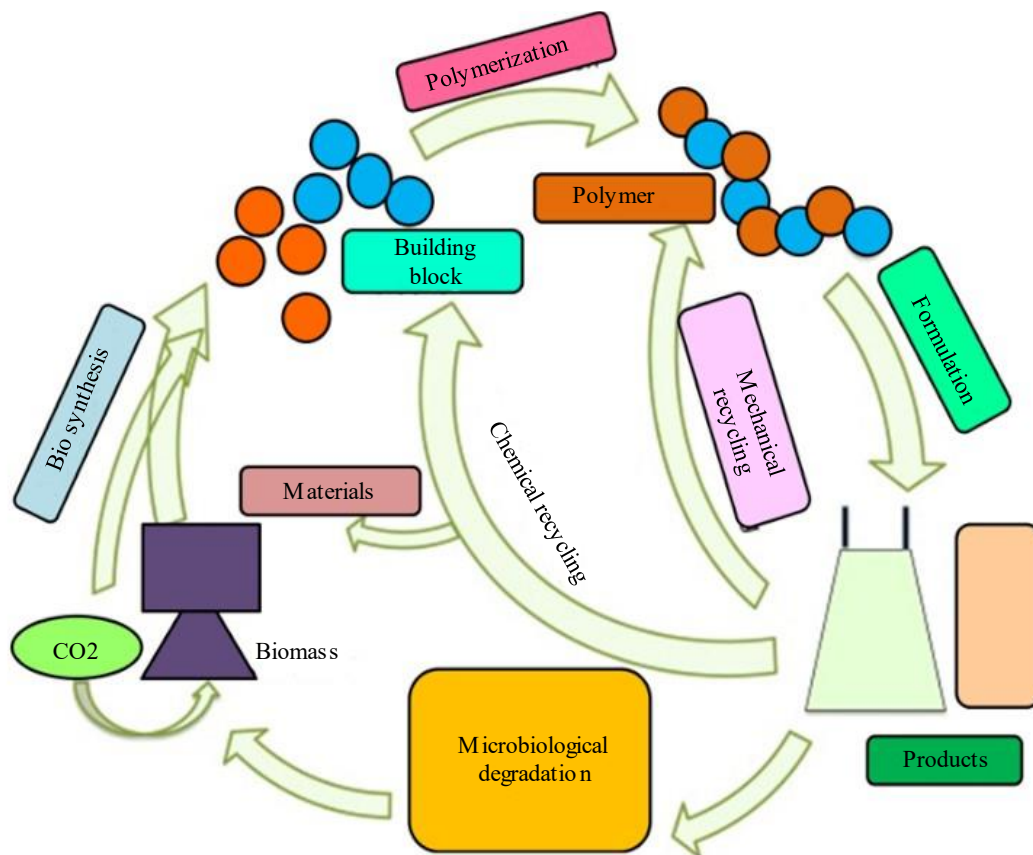 Polymerization
Polymer
Building
block
Formulation
Bio synthesis
Mechanical
recycling
Chemical recycling
Materials
CO2
Biomass
Microbiological
degradation
Products